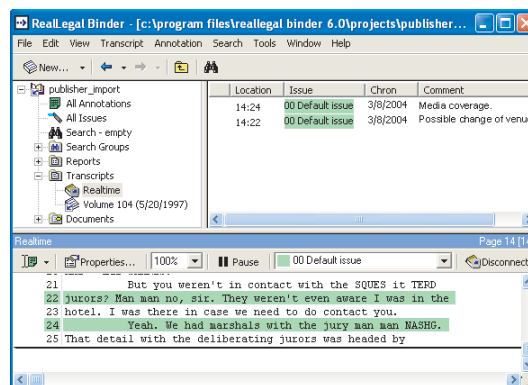 RealLegal Binder - [c:\program files\reallegal binder 6.0\projects\publisher...
File Edit View Transcript Annotation Search Tools Window Help
New...
publisher_import
All Annotations
All Issues
Search - empty
Search Groups
Reports
Transcripts
Realtime
Volume 104 (5/20/1997)
Documents
Location Issue Chron Comment
14:24 00 Default issue 3/8/2004 Media coverage.
14:22 00 Default issue 3/8/2004 Possible change of venu
Realtime Page 14 [14
Properties... 100% Pause 00 Default issue Disconnect
21 But you weren't in contact with the SQUES it TERD
22 jurors? Man man no, sir. They weren't even aware I was in the
23 hotel. I was there in case we need to do contact you.
24 Yeah. We had marshals with the jury man man NASHG.
25 That detail with the deliberating jurors was headed by